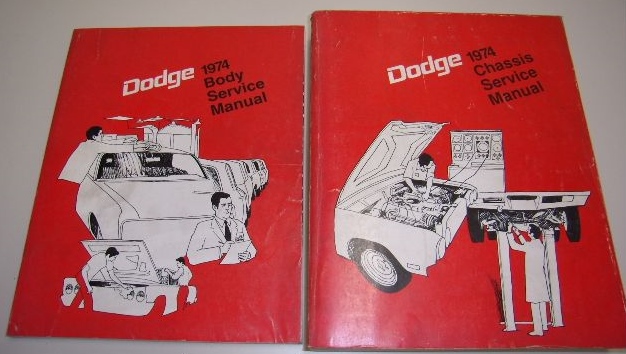 Dodge 1974
Body
Service
Manual
Dodge 1974
Chassis
Service
Manual